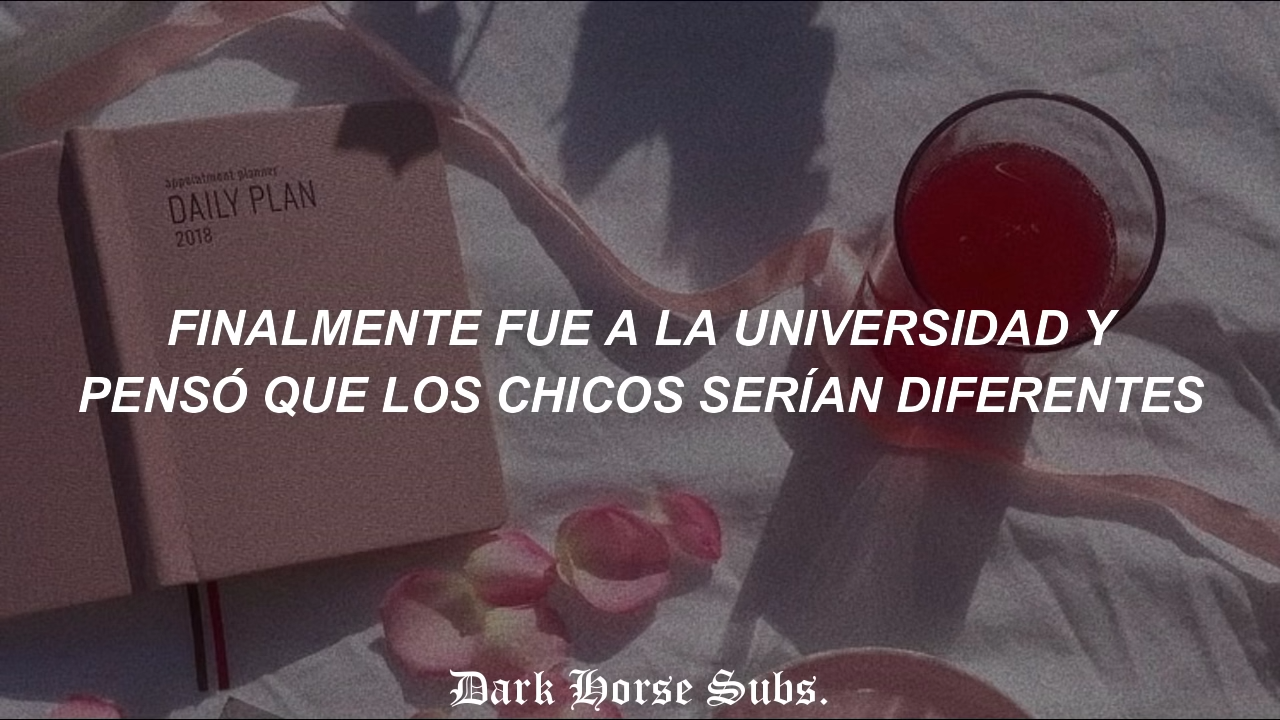 appointment planner
DAILY PLAN
2018
FINALMENTE FUE A LA UNIVERSIDAD Y
PENSÓ QUE LOS CHICOS SERÍAN DIFERENTES
Dark Horse Subs.